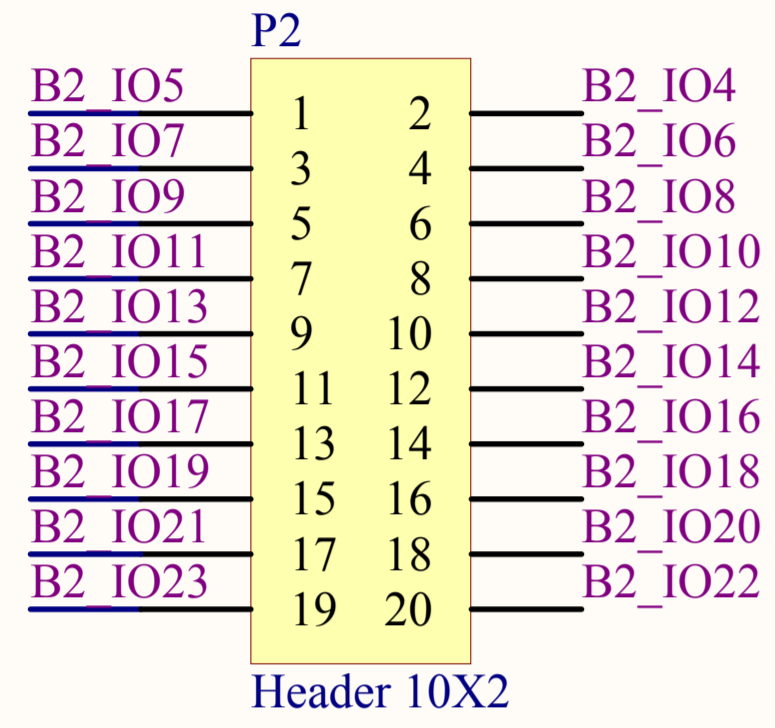 P2
B2_IO5 1 2 B2_IO4
B2_IO7 3 4 B2_IO6
B2_IO9 5 6 B2_IO8
B2_IO11 7 8 B2_IO10
B2_IO13 9 10 B2_IO12
B2_IO15 11 12 B2_IO14
B2_IO17 13 14 B2_IO16
B2_IO19 15 16 B2_IO18
B2_IO21 17 18 B2_IO20
B2_IO23 19 20 B2_IO22
Header 10X2